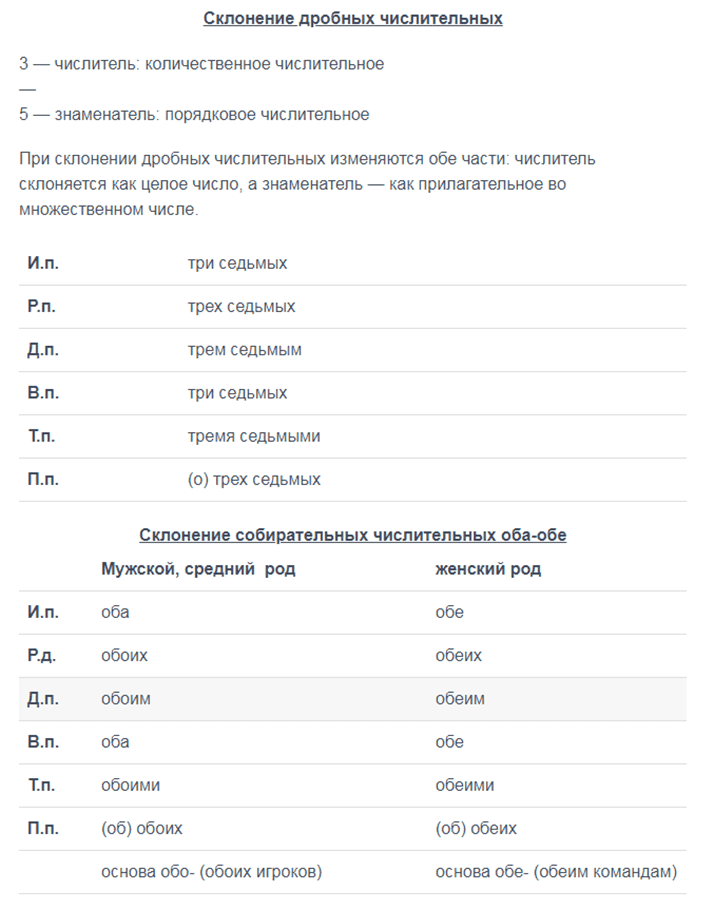 Склонение дробных числительных
3 — числитель: количественное числительное
—
5 — знаменатель: порядковое числительное
При склонении дробных числительных изменяются обе части: числитель
склоняется как целое число, а знаменатель — как прилагательное во
множественном числе.
И.п. три седьмых
Р.п. трех седьмых
Д.п. трем седьмым
В.п. три седьмых
Т.п. тремя седьмыми
П.п. (о) трех седьмых
Склонение собирательных числительных оба-обе
Мужской, средний род женский род
И.п. оба обе
Р.д. обоих обеих
Д.п. обоим обеим
В.п. оба обе
Т.п. обоими обеими
П.п. (об) обоих (об) обеих
основа обо- (обоих игроков) основа обе- (обеим командам)